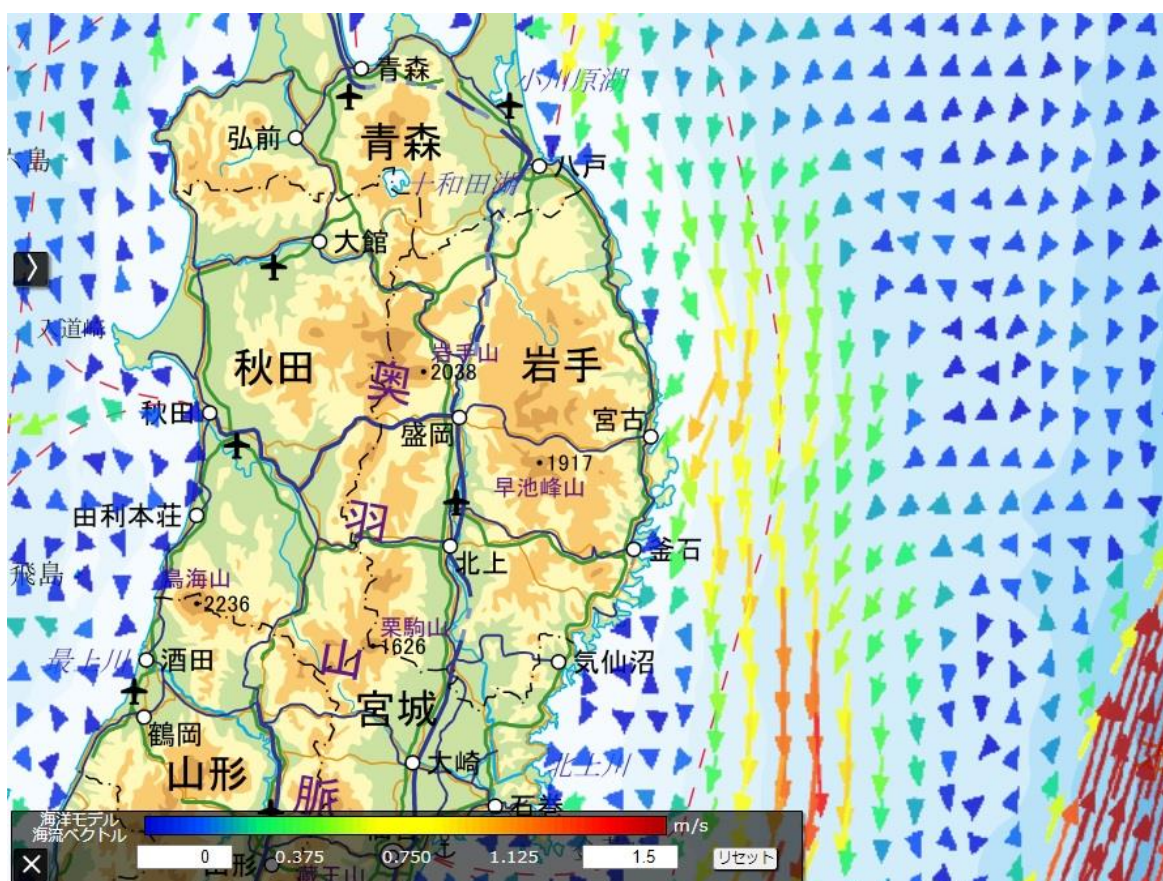 青森
小川原湖
弘前
青森
八戸
十和田湖
大館
入道崎
岩手山
秋田
奥
2038
岩手
秋田
盛岡
宮古
1917
早池峰山
羽
由利本荘
北上
釜石
飛島
鳥海山
2236
栗駒山
1626
最上川
酒田
山
気仙沼
宮城
鶴岡
山形
大崎
北上川
脈
石巻
海洋モデル
海流ベクトル
m/s
0 0.375 0.750 1.125 1.5 リセット
蔵王山